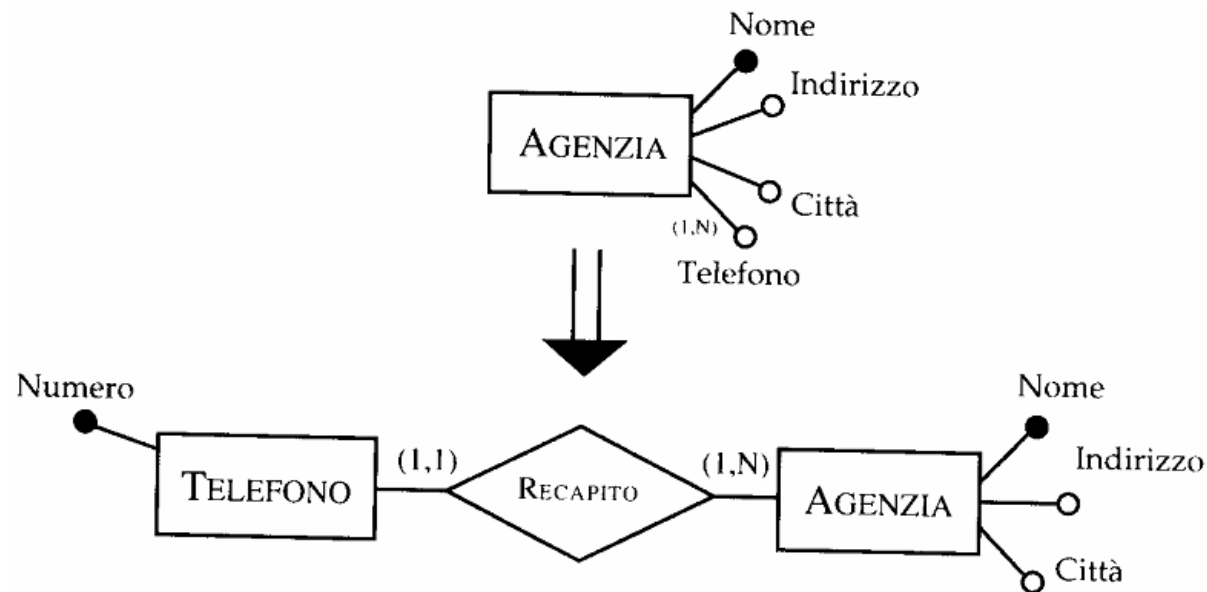 Nome
Indirizzo
AGENZIA
Città
(1,N)
Telefono
Numero
Nome
(1,1)
(1,N)
Indirizzo
TELEFONO
RECAPITO
AGENZIA
Città